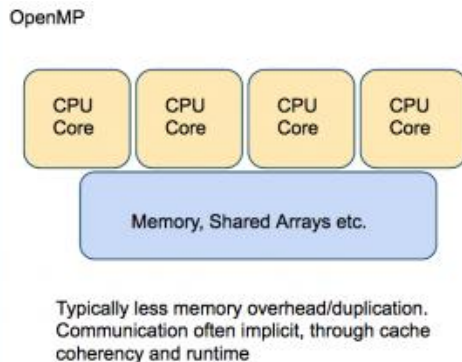 OpenMP
CPU Core
CPU Core
CPU Core
CPU Core
Memory, Shared Arrays etc.
Typically less memory overhead/duplication.
Communication often implicit, through cache
coherency and runtime